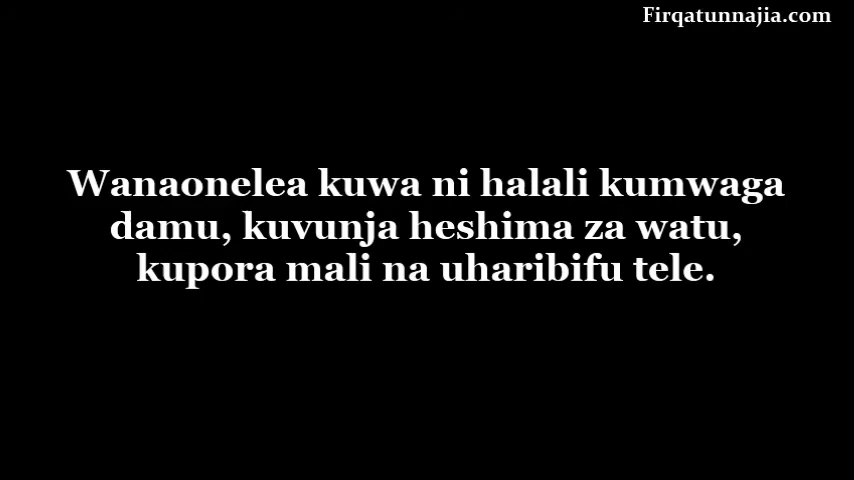 Firqatunnajia.com
Wanaonelea kuwa ni halali kumwaga
damu, kuvunja heshima za watu,
kupora mali na uharibifu tele.